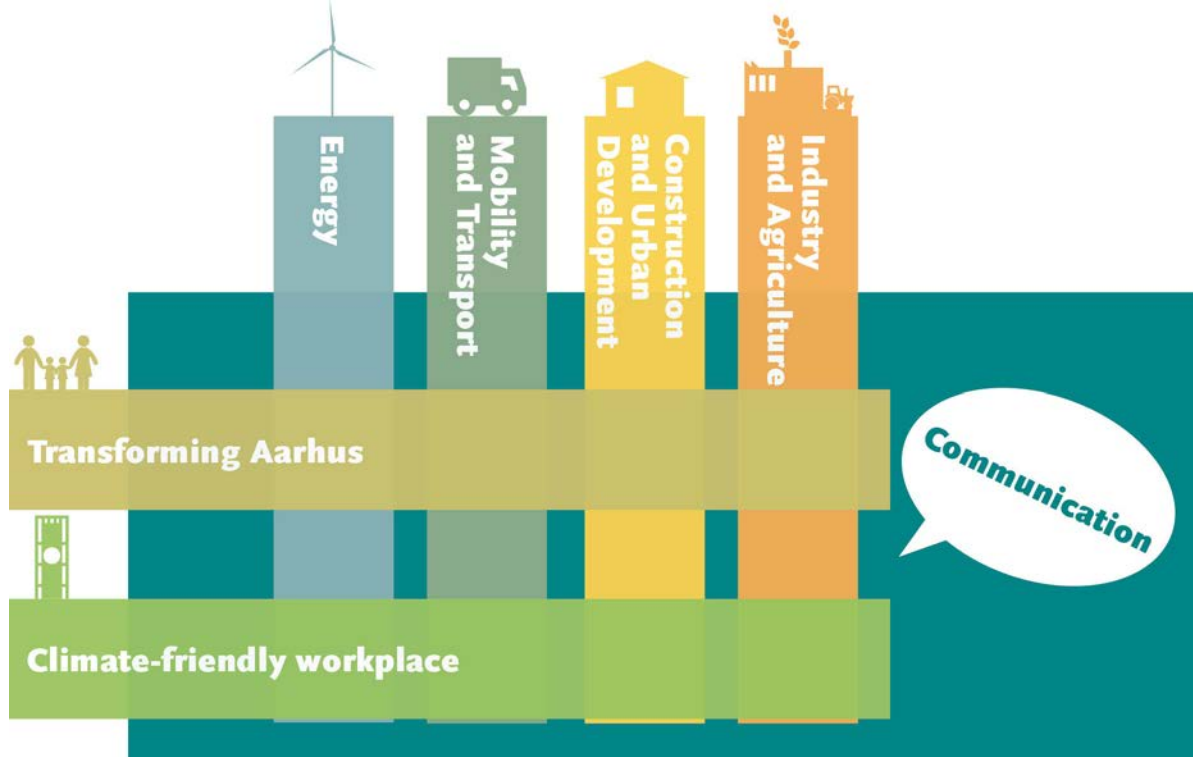 Energy
Mobility
and Transport
Construction
and Urban
Development
Industry
and Agriculture
Transforming Aarhus
Communication
Climate-friendly workplace